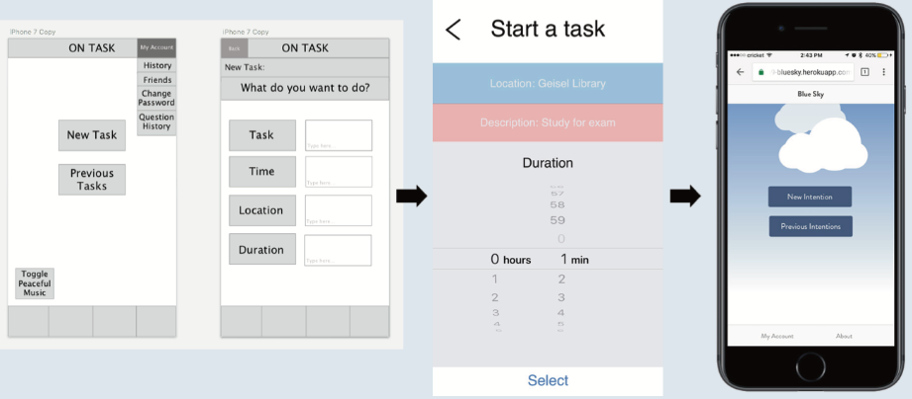 iPhone 7 Copy
ON TASK
My Account
History
Friends
Change
Password
Question
History
New Task
Previous
Tasks
Toggle
Peaceful
Music
iPhone 7 Copy
Back
ON TASK
New Task:
What do you want to do?
Task
Type here...
Time
Type here...
Location
Type here...
Duration
Type here...
Start a task
Location: Geisel Library
Description: Study for exam
Duration
57
58
59
0
0 hours 1 min
1 2
2 3
3 4
4 5
cricket 2:43 PM 40%
bluesky.herokuapp.com
1
Blue Sky
New Intention
Previous Intentions
My Account About
Select